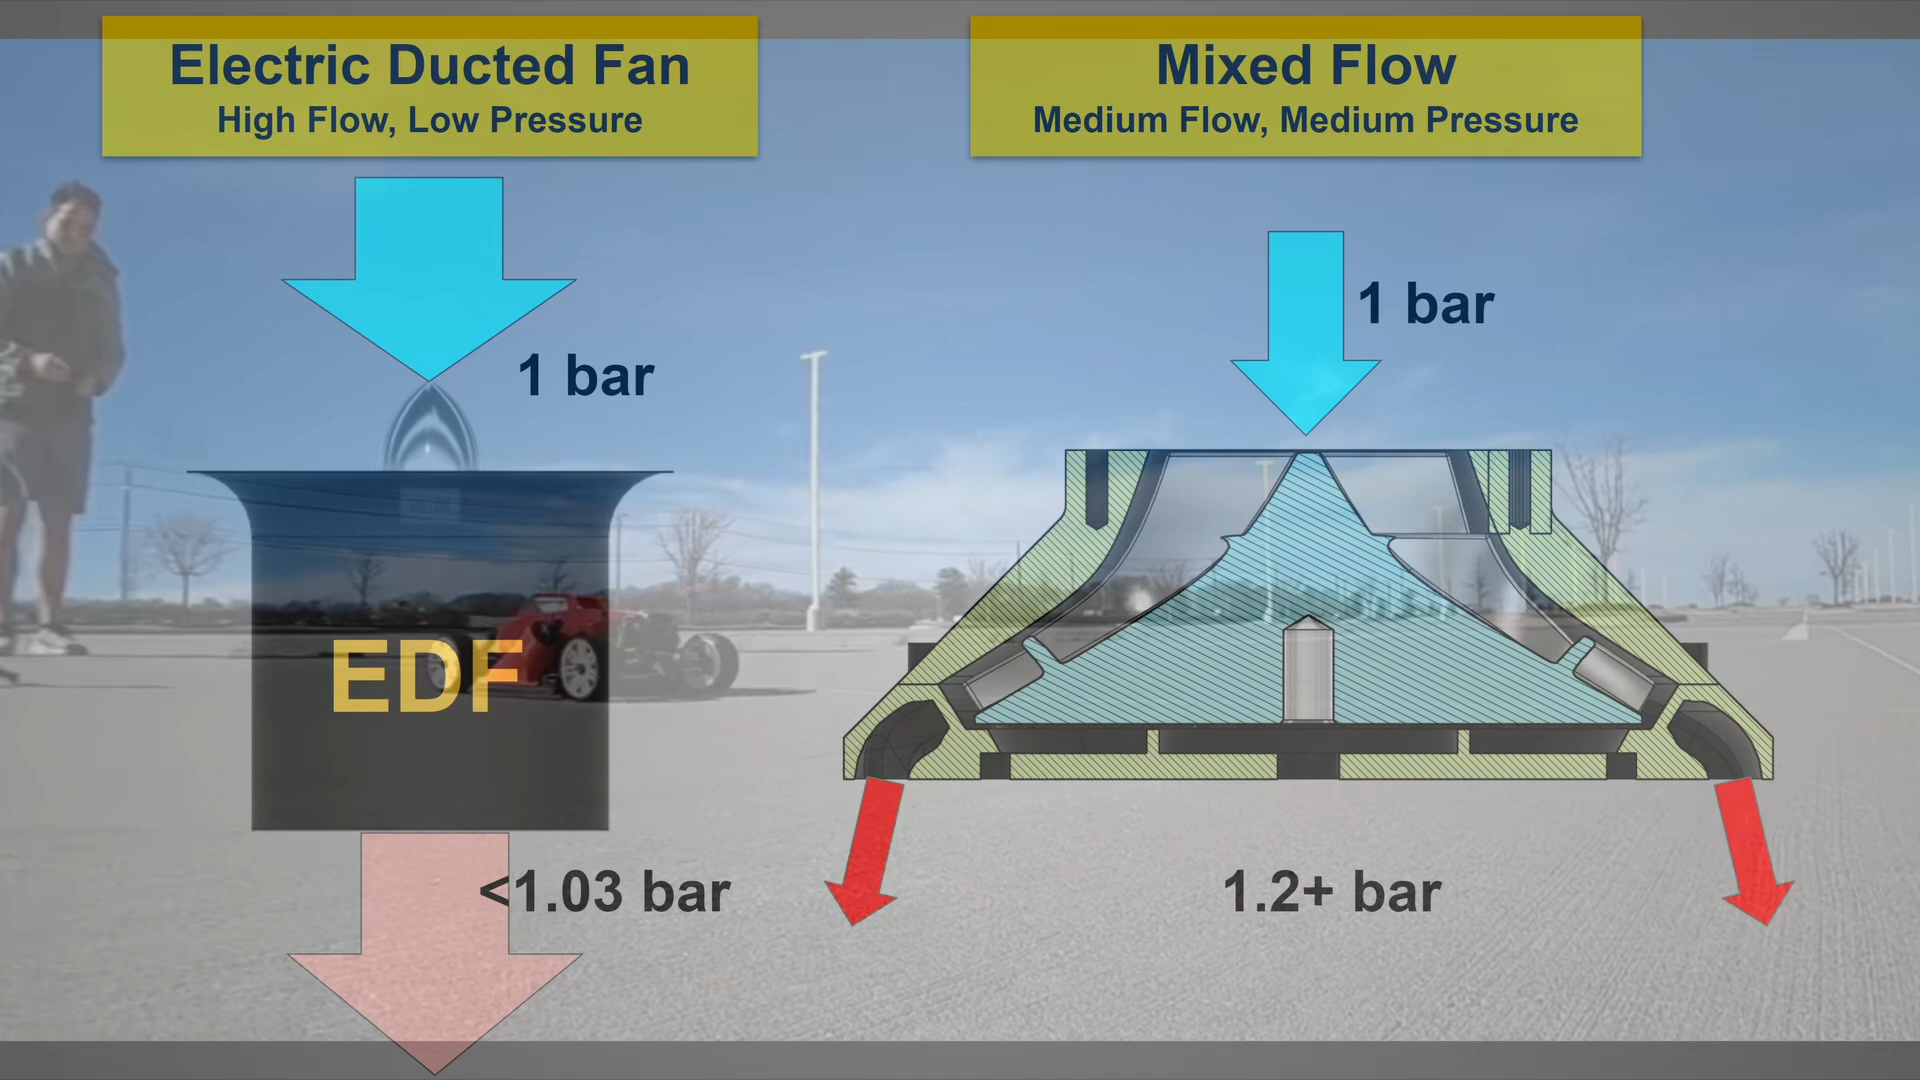 Electric Ducted Fan
High Flow, Low Pressure
1 bar
EDF
<1.03 bar
Mixed Flow
Medium Flow, Medium Pressure
1 bar
1.2+ bar